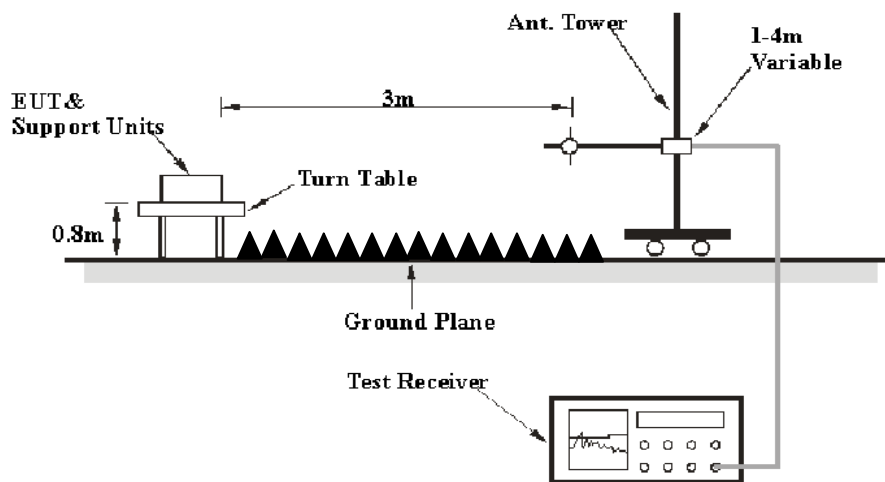 Ant. Tower
1-4m
Variable
3m
EUT &
Support Units
Turn Table
0.8m
Ground Plane
Test Receiver